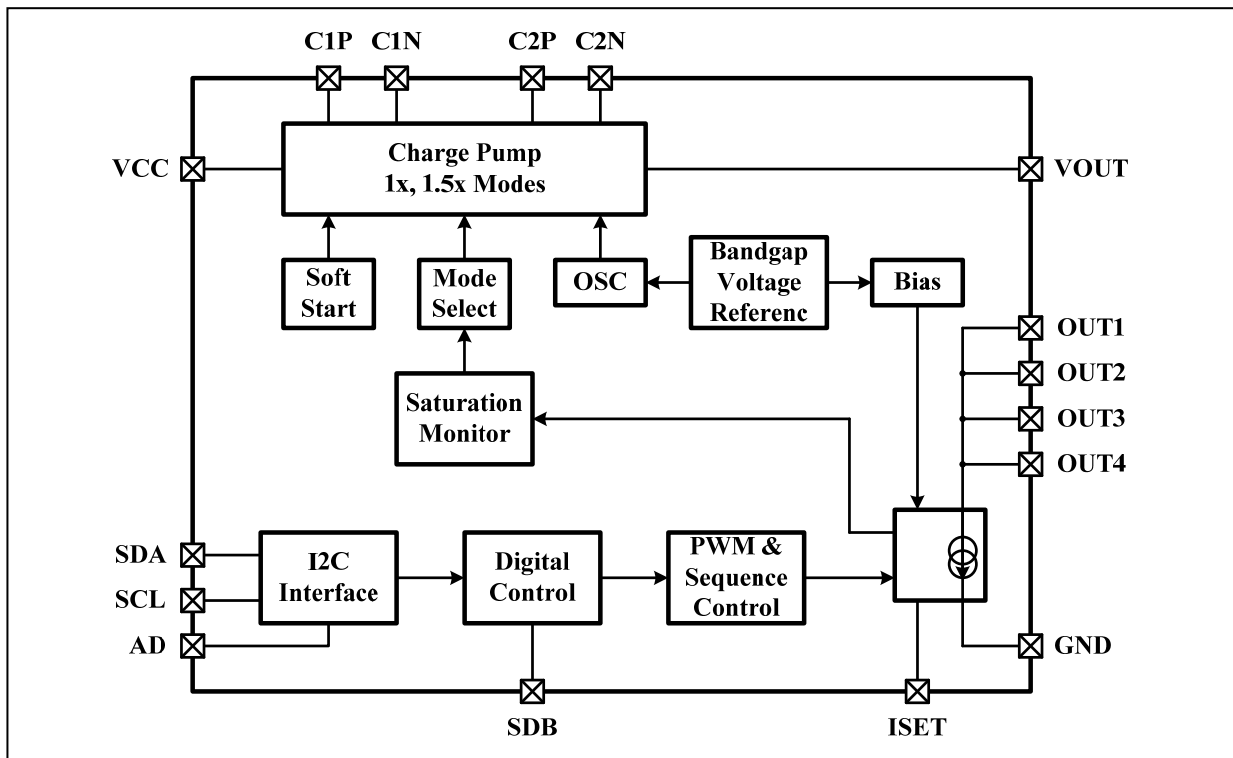 C1P C1N C2P C2N
VCC
Charge Pump
1x, 1.5x Modes
VOUT
Soft
Start
Mode
Select
OSC
Bandgap
Voltage
Referenc
Bias
OUT1
OUT2
OUT3
OUT4
Saturation
Monitor
SDA
SCL
AD
I2C
Interface
Digital
Control
PWM &
Sequence
Control
GND
SDB
ISET